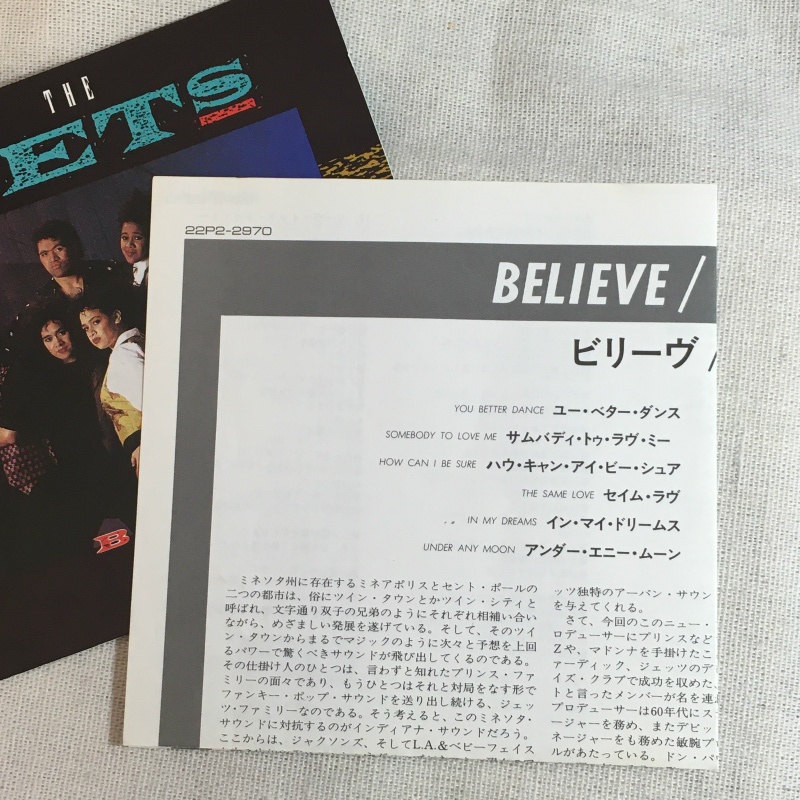 THE
ETS
B
22P2-2970
BELIEVE/
ビリーヴ/
YOU BETTER DANCE ユー・ベター・ダンス
SOMEBODY TO LOVE ME サムバディ・トゥ・ラヴ・ミー
HOW CAN I BE SURE ハウ・キャン・アイ・ビー・シュア
THE SAME LOVE セイム・ラヴ
IN MY DREAMS イン・マイ・ドリームス
UNDER ANY MOON アンダー・エニー・ムーン
ミネソタ州に存在するミネアポリスとセント・ポールの
二つの都市は、俗にツイン・タウンとかツイン・シティと
呼ばれ、文字通り双子の兄弟のようにそれぞれ相補い合い
ながら、めざましい発展を遂げている。そして、そのツイ
ン・タウンからまるでマジックのように次々と予想を上回
るパワーで驚くべきサウンドが飛び出してくるのである。
その仕掛け人のひとつは、言わずと知れたプリンス・ファ
ミリーの面々であり、もうひとつはそれと対局をなす形で
ファンキー・ポップ・サウンドを送り出し続ける、ジェッ
ツ・ファミリーなのである。そう考えると、このミネソタ・
サウンドに対抗するのがインディアナ・サウンドだろう。
ここからは、ジャクソンズ、そしてL.A.&ベビーフェイス
ッツ独特のアーバン・サウン
を与えてくれる。
さて、今回のこのニュー・
ロデューサーにプリンスなど
Zや、マドンナを手掛けたこ
ァーディック、ジェッツのデ
イズ・クラブで成功を収めた
トと言ったメンバーが名を連
プロデューサーは60年代にス
ージャーを務め、またデビッ
ネージャーをも務めた敏腕プ
ルがあたっている。ドン・パ